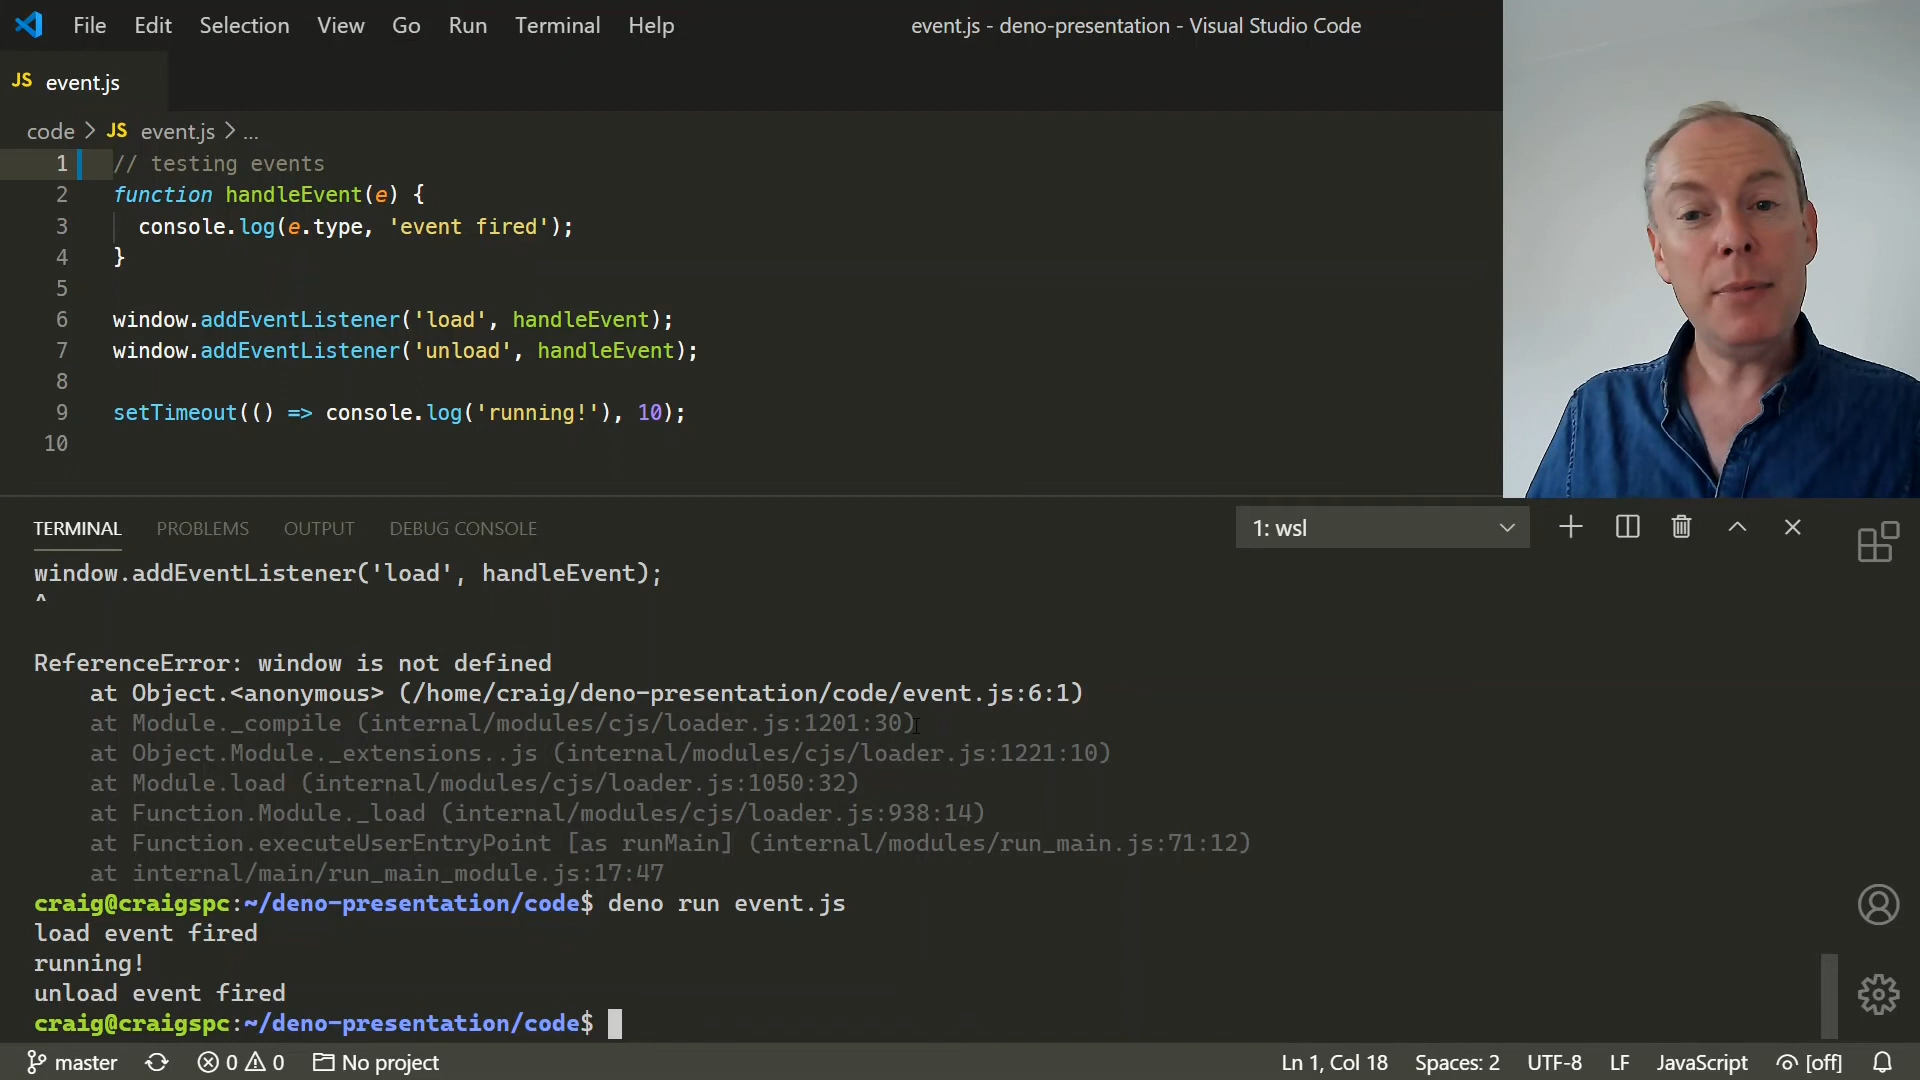 File Edit Selection View Go Run Terminal Help event.js - deno-presentation - Visual Studio Code
JS event.js
code > JS event.js > ...
1 // testing events
2 function handleEvent(e) {
3 console.log(e.type, 'event fired');
4 }
5
6 window.addEventListener('load', handleEvent);
7 window.addEventListener('unload', handleEvent);
8
9 setTimeout(() => console.log('running!'), 10);
10
TERMINAL PROBLEMS OUTPUT DEBUG CONSOLE 1: wsl
window.addEventListener('load', handleEvent);
^
ReferenceError: window is not defined
at Object.<anonymous> (/home/craig/deno-presentation/code/event.js:6:1)
at Module._compile (internal/modules/cjs/loader.js:1201:30)
at Object.Module._extensions..js (internal/modules/cjs/loader.js:1221:10)
at Module.load (internal/modules/cjs/loader.js:1050:32)
at Function.Module._load (internal/modules/cjs/loader.js:938:14)
at Function.executeUserEntryPoint [as runMain] (internal/modules/run_main.js:71:12)
at internal/main/run_main_module.js:17:47
craig@craigspc:~/deno-presentation/code$ deno run event.js
load event fired
running!
unload event fired
craig@craigspc:~/deno-presentation/code$
master 0 0 No project Ln 1, Col 18 Spaces: 2 UTF-8 LF JavaScript [off]